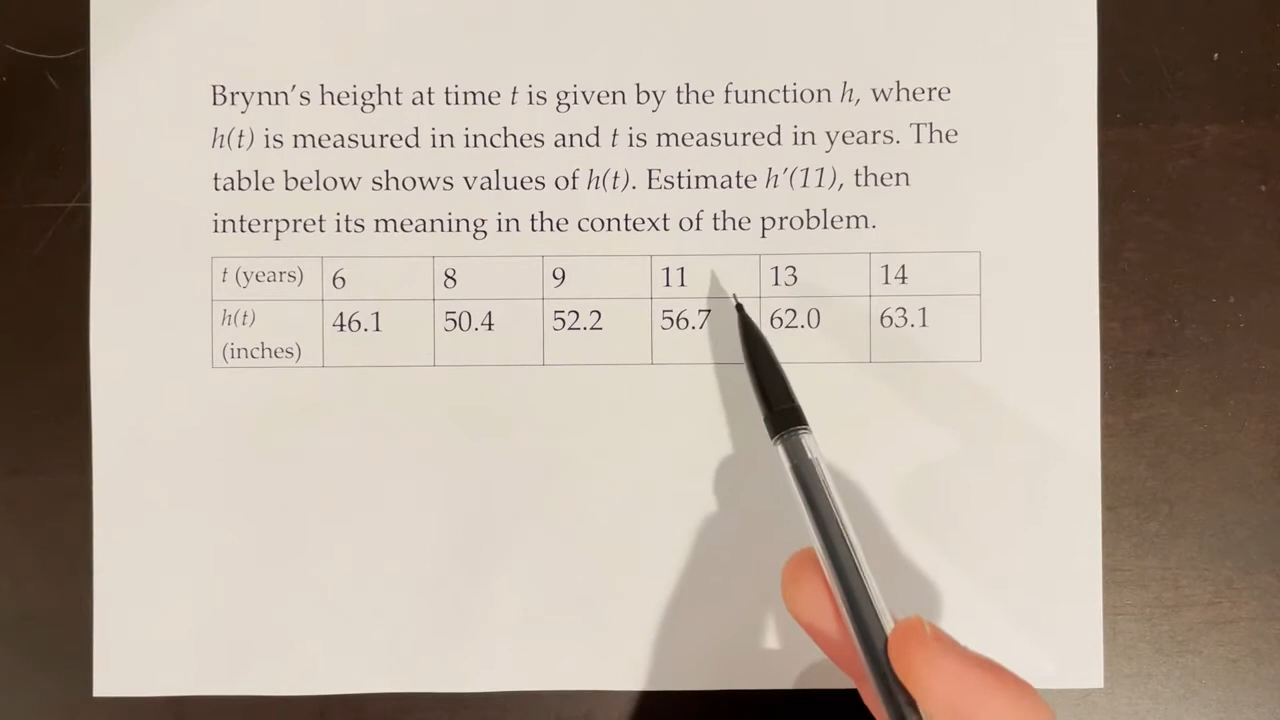 Brynn’s height at time t is given by the function h, where
h(t) is measured in inches and t is measured in years. The
table below shows values of h(t). Estimate h’(11), then
interpret its meaning in the context of the problem.
t (years) 6 8 9 11 13 14
h(t) 46.1 50.4 52.2 56.7 62.0 63.1
(inches)